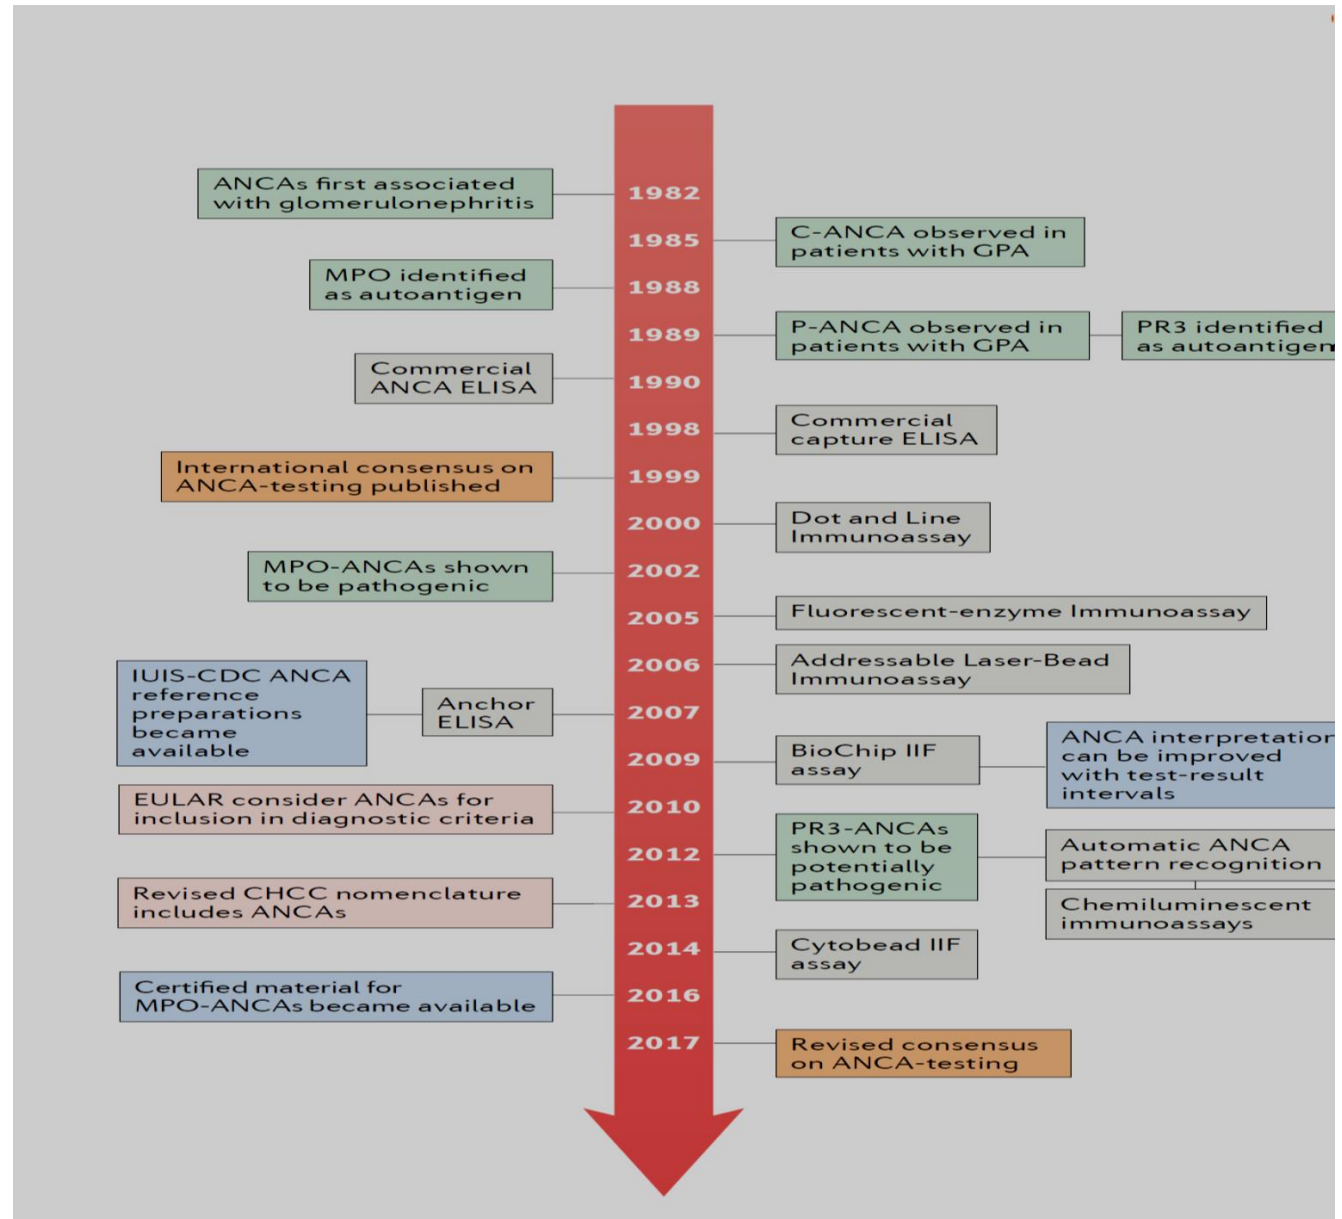 1982
ANCAs first associated
with glomerulonephritis
1985
C-ANCA observed in
patients with GPA
1988
MPO identified
as autoantigen
1989
P-ANCA observed in
patients with GPA
PR3 identified
as autoantigen
1990
Commercial
ANCA ELISA
1998
Commercial
capture ELISA
1999
International consensus on
ANCA-testing published
2000
Dot and Line
Immunoassay
2002
MPO-ANCAs shown
to be pathogenic
2005
Fluorescent-enzyme Immunoassay
2006
Addressable Laser-Bead
Immunoassay
2007
Anchor
ELISA
IUIS-CDC ANCA
reference
preparations
became
available
2009
BioChip IIF
assay
ANCA interpretation
can be improved
with test-result
intervals
2010
EULAR consider ANCAs for
inclusion in diagnostic criteria
2012
PR3-ANCAs
shown to be
potentially
pathogenic
Automatic ANCA
pattern recognition
Chemiluminescent
immunoassays
2013
Revised CHCC nomenclature
includes ANCAs
2014
Cytobead IIF
assay
2016
Certified material for
MPO-ANCAs became available
2017
Revised consensus
on ANCA-testing